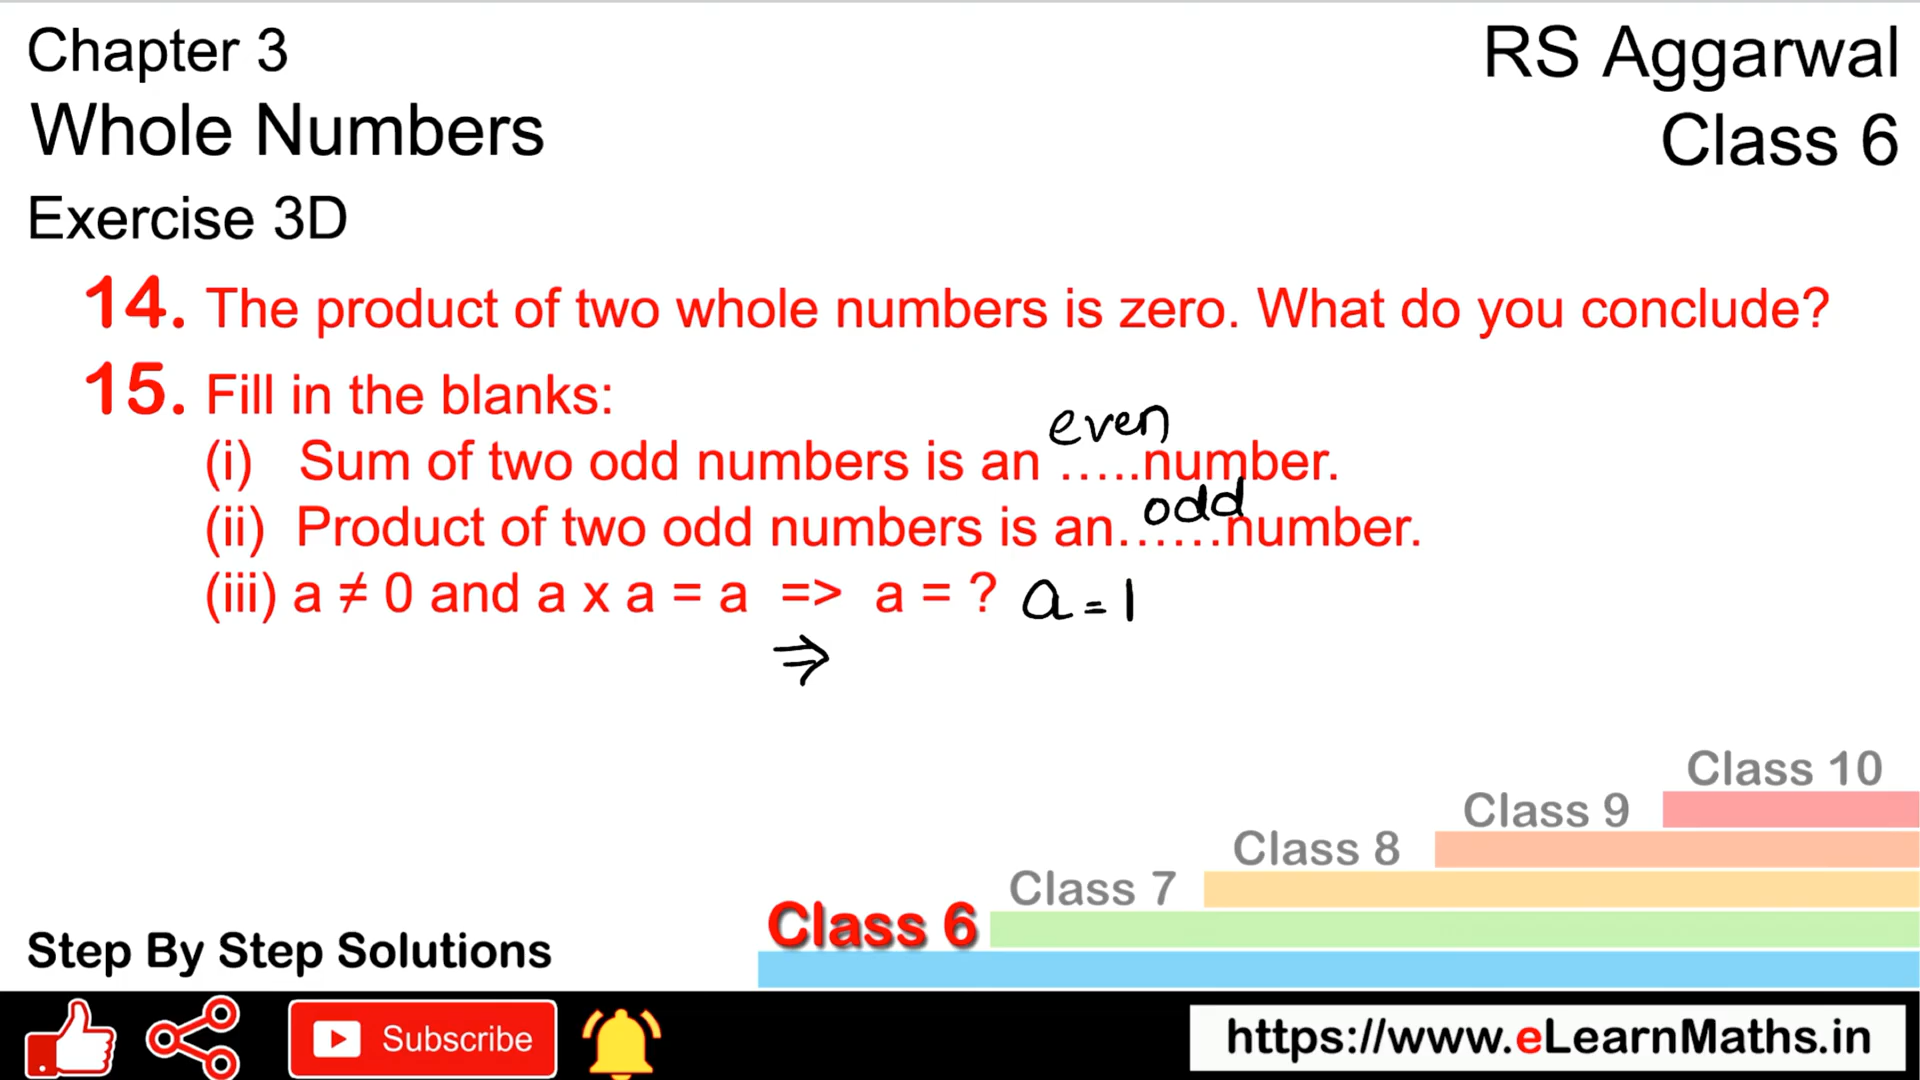 Chapter 3
RS Aggarwal
Whole Numbers
Class 6
Exercise 3D
14. The product of two whole numbers is zero. What do you conclude?
15. Fill in the blanks:
even
(i) Sum of two odd numbers is an .....number.
odd
(ii) Product of two odd numbers is an......number.
(iii) a ≠ 0 and a x a = a => a = ? a = 1
⇒
Class 10
Class 9
Class 8
Class 7
Class 6
Step By Step Solutions
Subscribe
https://www.eLearnMaths.in